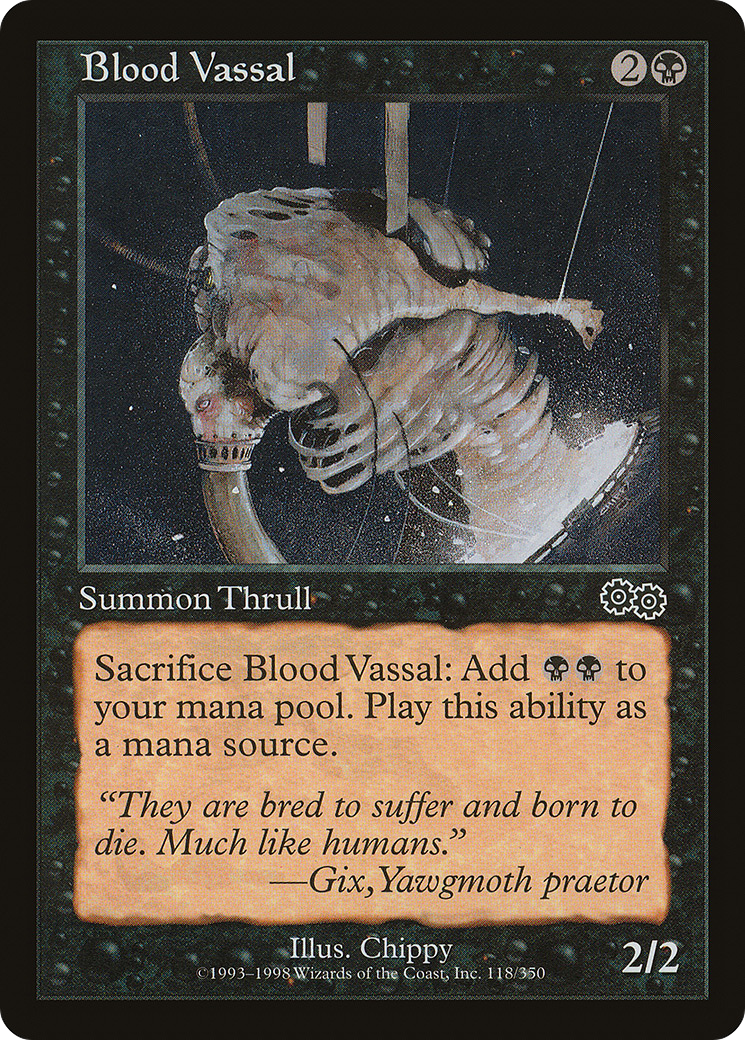 Blood Vassal 2
Summon Thrull
Sacrifice Blood Vassal: Add to
your mana pool. Play this ability as
a mana source.
“They are bred to suffer and born to
die. Much like humans.”
—Gix, Yawgmoth praetor
Illus. Chippy
©1993–1998 Wizards of the Coast, Inc. 118/350
2/2